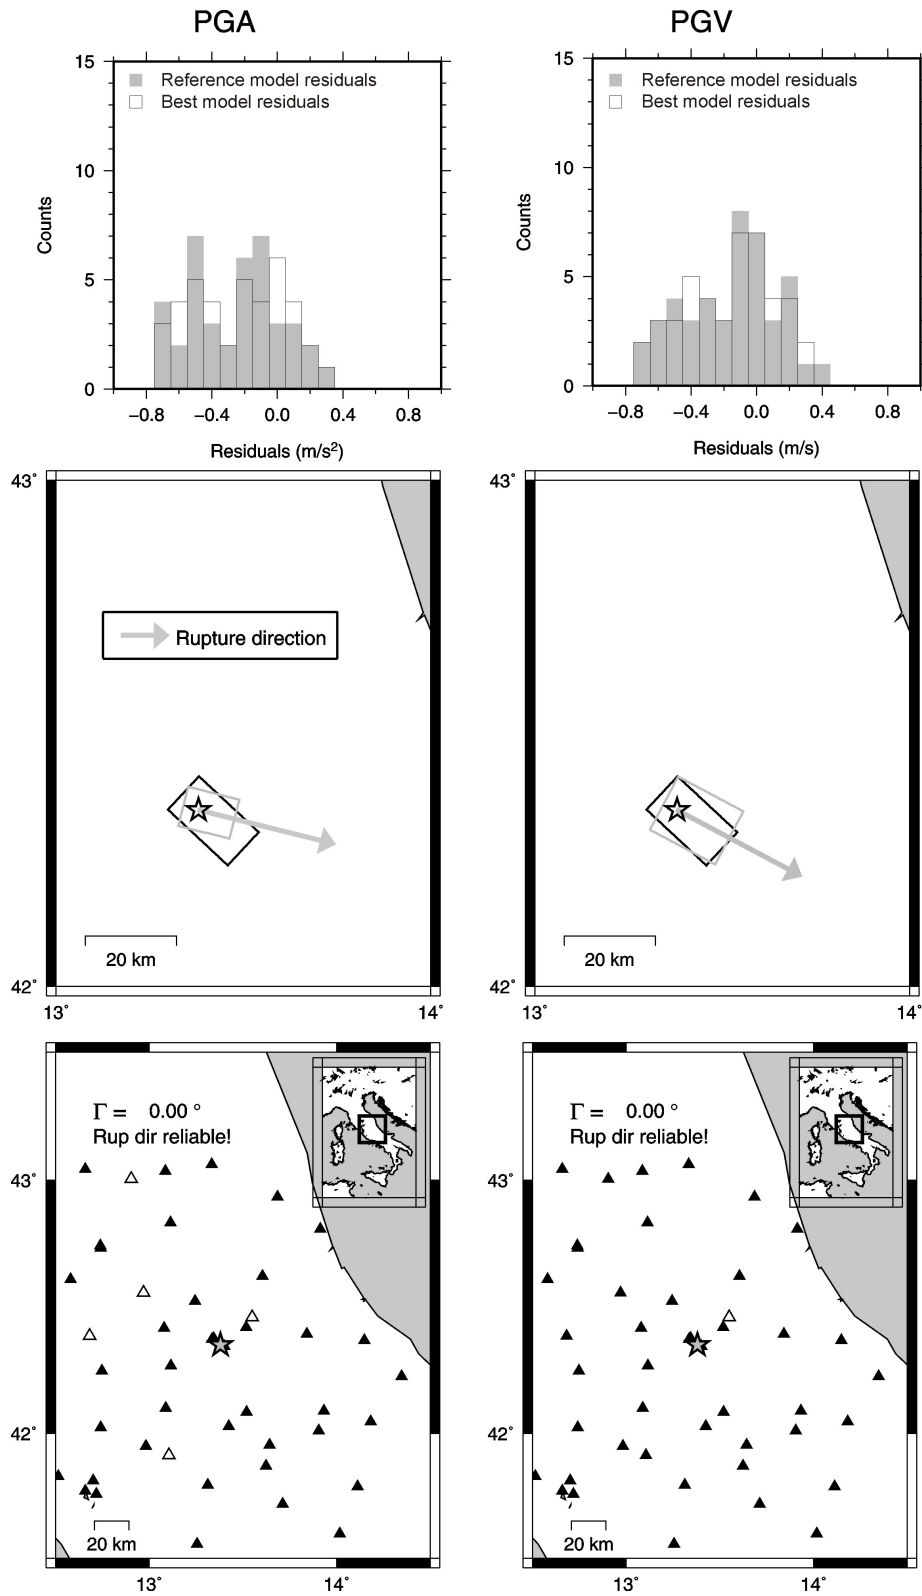 PGA
PGV
15
Reference model residuals
Best model residuals
10
5
0
Counts
−0.8 −0.4 0.0 0.4 0.8
Residuals (m/s²)
15
Reference model residuals
Best model residuals
10
5
0
Counts
−0.8 −0.4 0.0 0.4 0.8
Residuals (m/s)
43°
Rupture direction
20 km
42°
13° 14°
20 km
13° 14°
Γ = 0.00 °
Rup dir reliable!
43°
42°
20 km
13° 14°
Γ = 0.00 °
Rup dir reliable!
20 km
13° 14°